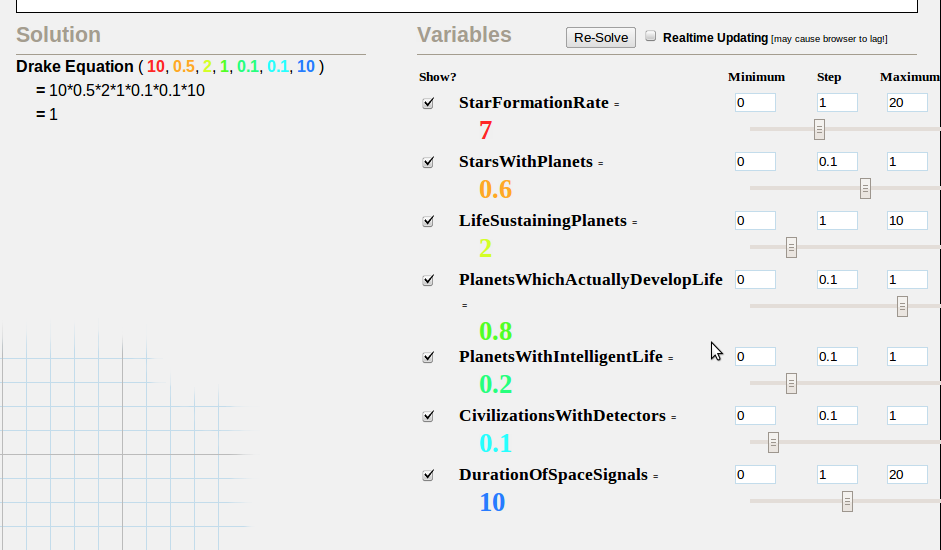 Solution
Drake Equation ( 10, 0.5, 2, 1, 0.1, 0.1, 10 )
= 10*0.5*2*1*0.1*0.1*10
= 1
Variables Re-Solve Realtime Updating [may cause browser to lag!]
Show? Minimum Step Maximum
StarFormationRate = 0 1 20
7
StarsWithPlanets = 0 0.1 1
0.6
LifeSustainingPlanets = 0 1 10
2
PlanetsWhichActuallyDevelopLife 0 0.1 1
=
0.8
PlanetsWithIntelligentLife = 0 0.1 1
0.2
CivilizationsWithDetectors = 0 0.1 1
0.1
DurationOfSpaceSignals = 0 1 20
10